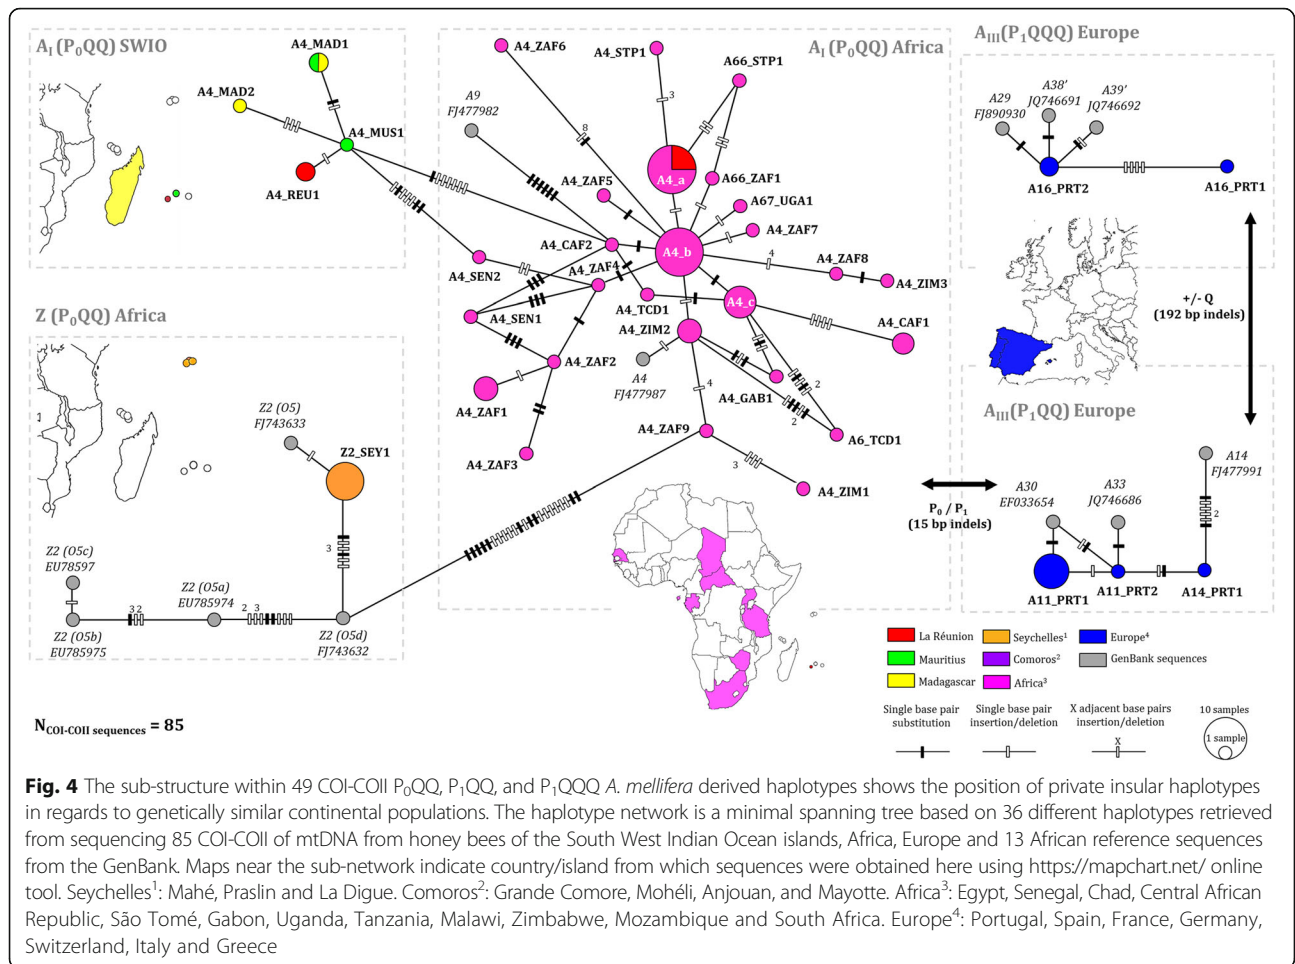 A_I (P_0QQ) SWIO
A4_MAD1
A4_MAD2
A4_MUS1
A4_REU1
A_I (P_0QQ) Africa
A4_ZAF6
A4_STP1
A66_STP1
A9
FJ477982
3
8
A4_a
A4_ZAF5
A66_ZAF1
A67_UGA1
A4_ZAF7
A4_CAF2
A4_b
4
A4_ZAF8
A4_ZIM3
A4_SEN2
A4_ZAF4
A4_TCD1
A4_c
A4_SEN1
A4_ZIM2
A4_CAF1
A4_ZAF2
A4
FJ477987
A4_GAB1
2
A4_ZAF1
4
2
A6_TCD1
A4_ZAF9
A4_ZAF3
3
A4_ZIM1
A_III(P_1QQQ) Europe
A29
FJ890930
A38'
JQ746691
A39'
JQ746692
A16_PRT2
A16_PRT1
+/- Q
(192 bp indels)
A_III(P_1QQ) Europe
P_0 / P_1
(15 bp indels)
A14
FJ477991
A30
EF033654
A33
JQ746686
2
A11_PRT1
A11_PRT2
A14_PRT1
Z (P_0QQ) Africa
Z2 (O5)
FJ743633
Z2_SEY1
3
Z2 (O5c)
EU78597
Z2 (O5a)
EU785974
3 2
2 3
Z2 (O5b)
EU785975
Z2 (O5d)
FJ743632
N_COI-COII sequences = 85
La Réunion
Mauritius
Madagascar
Seychelles¹
Comoros²
Africa³
Europe⁴
GenBank sequences
Single base pair
substitution
Single base pair
insertion/deletion
X adjacent base pairs
insertion/deletion
X
10 samples
1 sample
Fig. 4 The sub-structure within 49 COI-COII P_0QQ, P_1QQ, and P_1QQQ A. mellifera derived haplotypes shows the position of private insular haplotypes
in regards to genetically similar continental populations. The haplotype network is a minimal spanning tree based on 36 different haplotypes retrieved
from sequencing 85 COI-COII of mtDNA from honey bees of the South West Indian Ocean islands, Africa, Europe and 13 African reference sequences
from the GenBank. Maps near the sub-network indicate country/island from which sequences were obtained here using https://mapchart.net/ online
tool. Seychelles¹: Mahé, Praslin and La Digue. Comoros²: Grande Comore, Mohéli, Anjouan, and Mayotte. Africa³: Egypt, Senegal, Chad, Central African
Republic, São Tomé, Gabon, Uganda, Tanzania, Malawi, Zimbabwe, Mozambique and South Africa. Europe⁴: Portugal, Spain, France, Germany,
Switzerland, Italy and Greece